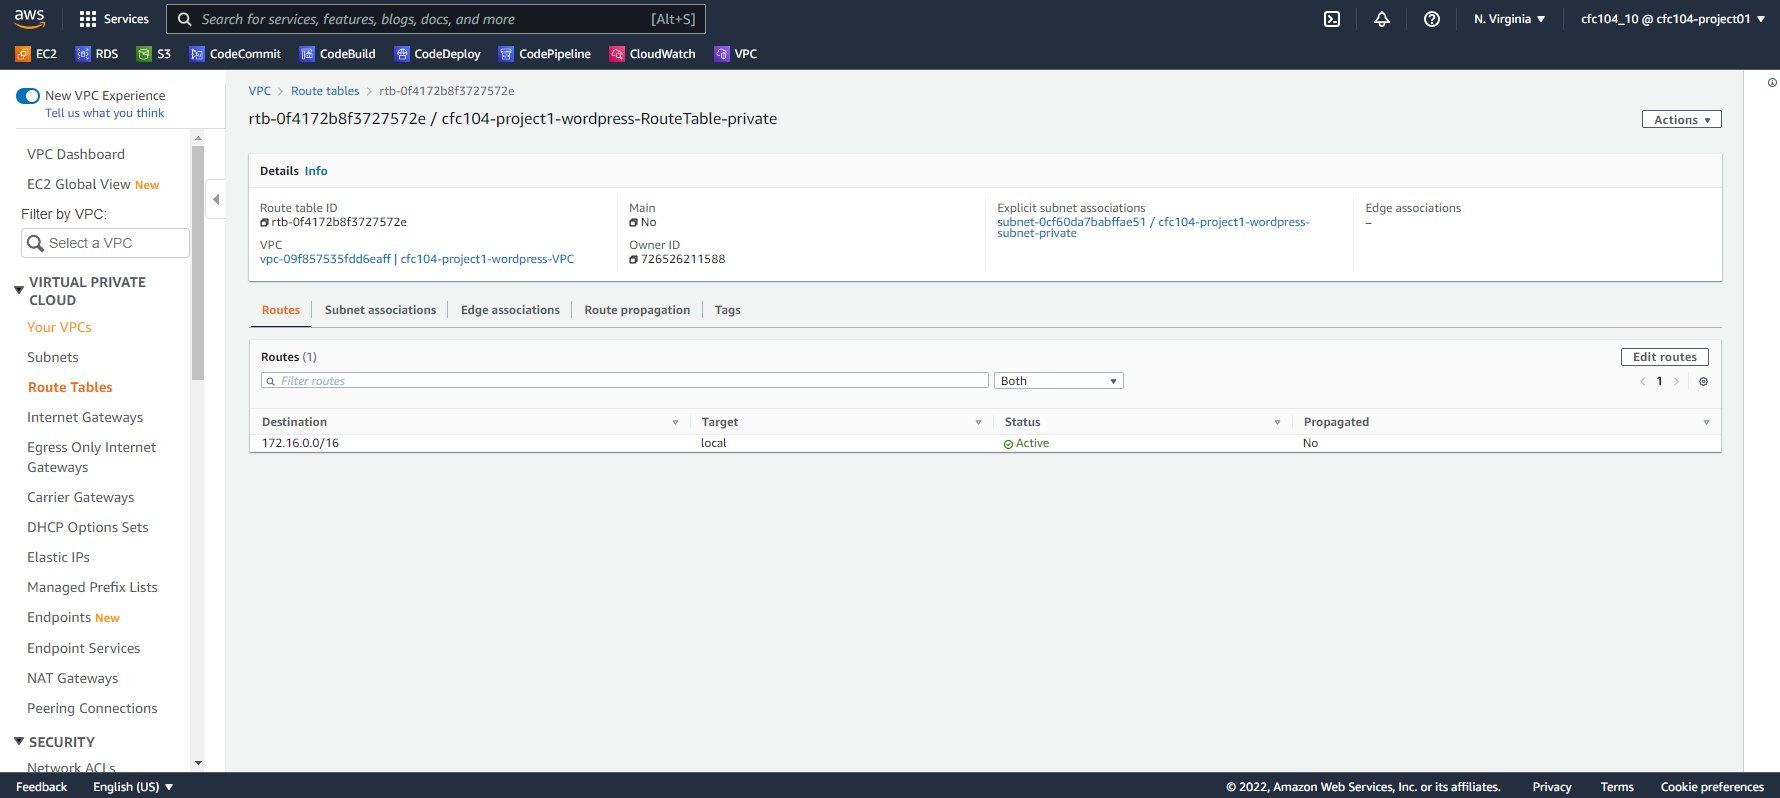 aws
Services
Search for services, features, blogs, docs, and more
[Alt+S]
N. Virginia ▼
cfc104_10 @ cfc104-project01 ▼
EC2
RDS
S3
CodeCommit
CodeBuild
CodeDeploy
CodePipeline
CloudWatch
VPC
New VPC Experience
Tell us what you think
VPC Dashboard
EC2 Global View New
Filter by VPC:
Select a VPC
VIRTUAL PRIVATE
CLOUD
Your VPCs
Subnets
Route Tables
Internet Gateways
Egress Only Internet
Gateways
Carrier Gateways
DHCP Options Sets
Elastic IPs
Managed Prefix Lists
Endpoints New
Endpoint Services
NAT Gateways
Peering Connections
SECURITY
Network ACLs
VPC > Route tables > rtb-0f4172b8f3727572e
rtb-0f4172b8f3727572e / cfc104-project1-wordpress-RouteTable-private
Actions ▼
Details Info
Route table ID
rtb-0f4172b8f3727572e
VPC
vpc-09f857535fdd6eaff | cfc104-project1-wordpress-VPC
Main
No
Owner ID
726526211588
Explicit subnet associations
subnet-0cf60da7babffae51 / cfc104-project1-wordpress-
subnet-private
Edge associations
–
Routes
Subnet associations
Edge associations
Route propagation
Tags
Routes (1)
Edit routes
Filter routes
Both
< 1 >
Destination
Target
Status
Propagated
172.16.0.0/16
local
Active
No
Feedback
English (US) ▼
© 2022, Amazon Web Services, Inc. or its affiliates.
Privacy
Terms
Cookie preferences